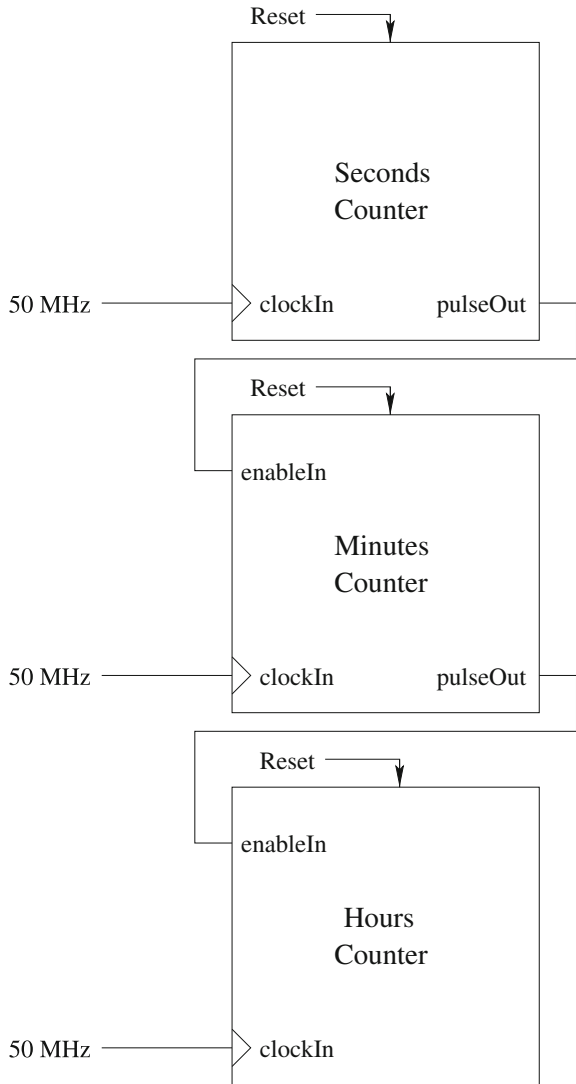 Reset
Seconds
Counter
50 MHz
clockIn
pulseOut
Reset
enableIn
Minutes
Counter
50 MHz
clockIn
pulseOut
Reset
enableIn
Hours
Counter
50 MHz
clockIn